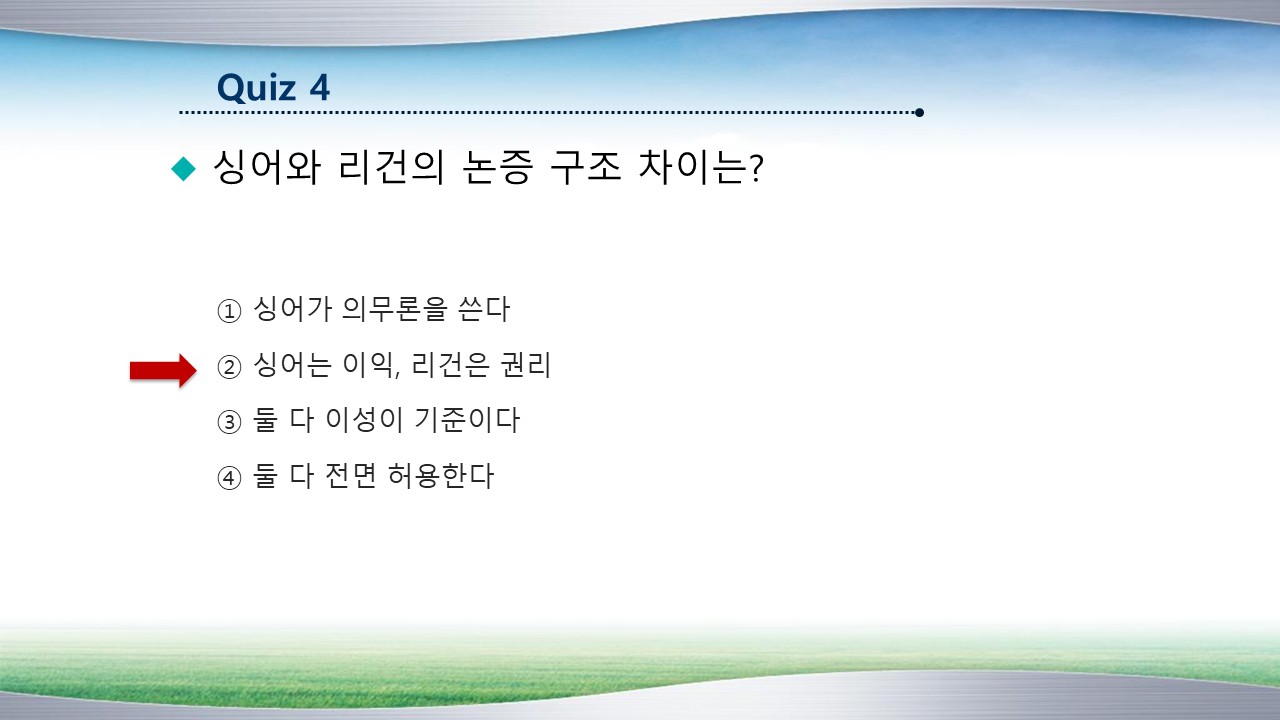 Quiz 4
싱어와 리건의 논증 구조 차이는?
① 싱어가 의무론을 쓴다
② 싱어는 이익, 리건은 권리
③ 둘 다 이성이 기준이다
④ 둘 다 전면 허용한다